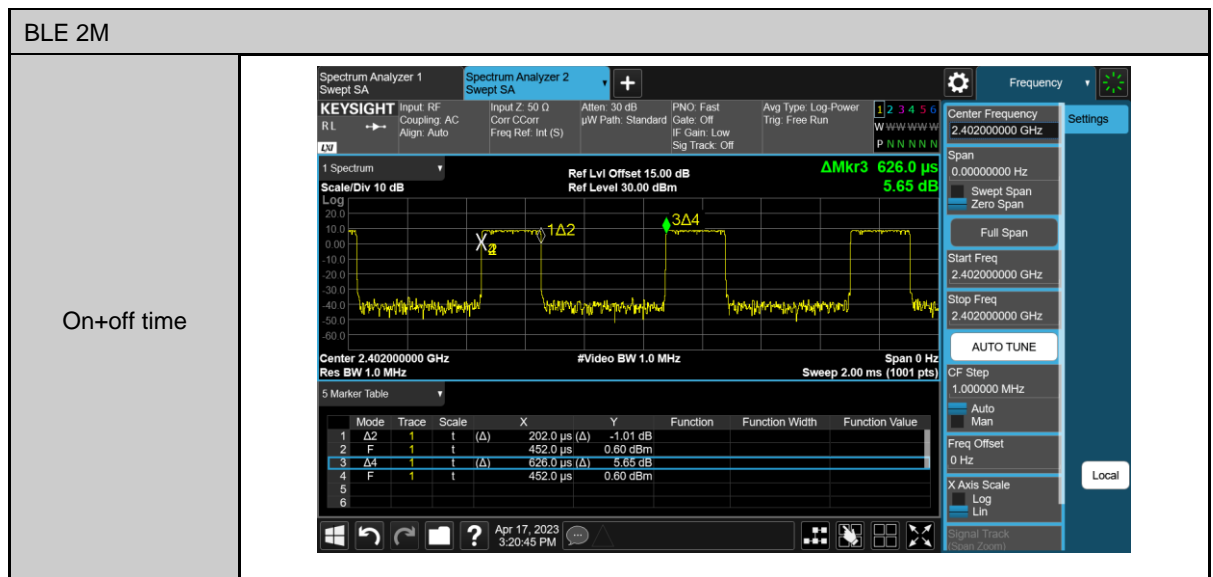 BLE 2M
On+off time
Spectrum Analyzer 1
Swept SA
Spectrum Analyzer 2
Swept SA
Frequency
KEYSIGHT
RL
LXI
Input: RF
Coupling: AC
Align: Auto
Input Z: 50 Ω
Corr CCorr
Freq Ref: Int (S)
Atten: 30 dB
µW Path: Standard
PNO: Fast
Gate: Off
IF Gain: Low
Sig Track: Off
Avg Type: Log-Power
Trig: Free Run
1 2 3 4 5 6
W W W W W W
P N N N N N
1 Spectrum
Scale/Div 10 dB
Ref Lvl Offset 15.00 dB
Ref Level 30.00 dBm
ΔMkr3 626.0 µs
5.65 dB
Log
20.0
10.0
0.00
-10.0
-20.0
-30.0
-40.0
-50.0
-60.0
1Δ2
3Δ4
Center 2.402000000 GHz
Res BW 1.0 MHz
#Video BW 1.0 MHz
Span 0 Hz
Sweep 2.00 ms (1001 pts)
5 Marker Table
Mode Trace Scale X Y Function Function Width Function Value
1 Δ2 1 t (Δ) 202.0 µs (Δ) -1.01 dB
2 F 1 t 452.0 µs 0.60 dBm
3 Δ4 1 t (Δ) 626.0 µs (Δ) 5.65 dB
4 F 1 t 452.0 µs 0.60 dBm
5
6
?
Apr 17, 2023
3:20:45 PM
Center Frequency
2.402000000 GHz
Span
0.00000000 Hz
Swept Span
Zero Span
Full Span
Start Freq
2.402000000 GHz
Stop Freq
2.402000000 GHz
AUTO TUNE
CF Step
1.000000 MHz
Auto
Man
Freq Offset
0 Hz
X Axis Scale
Log
Lin
Signal Track
(Span Zoom)
Settings
Local